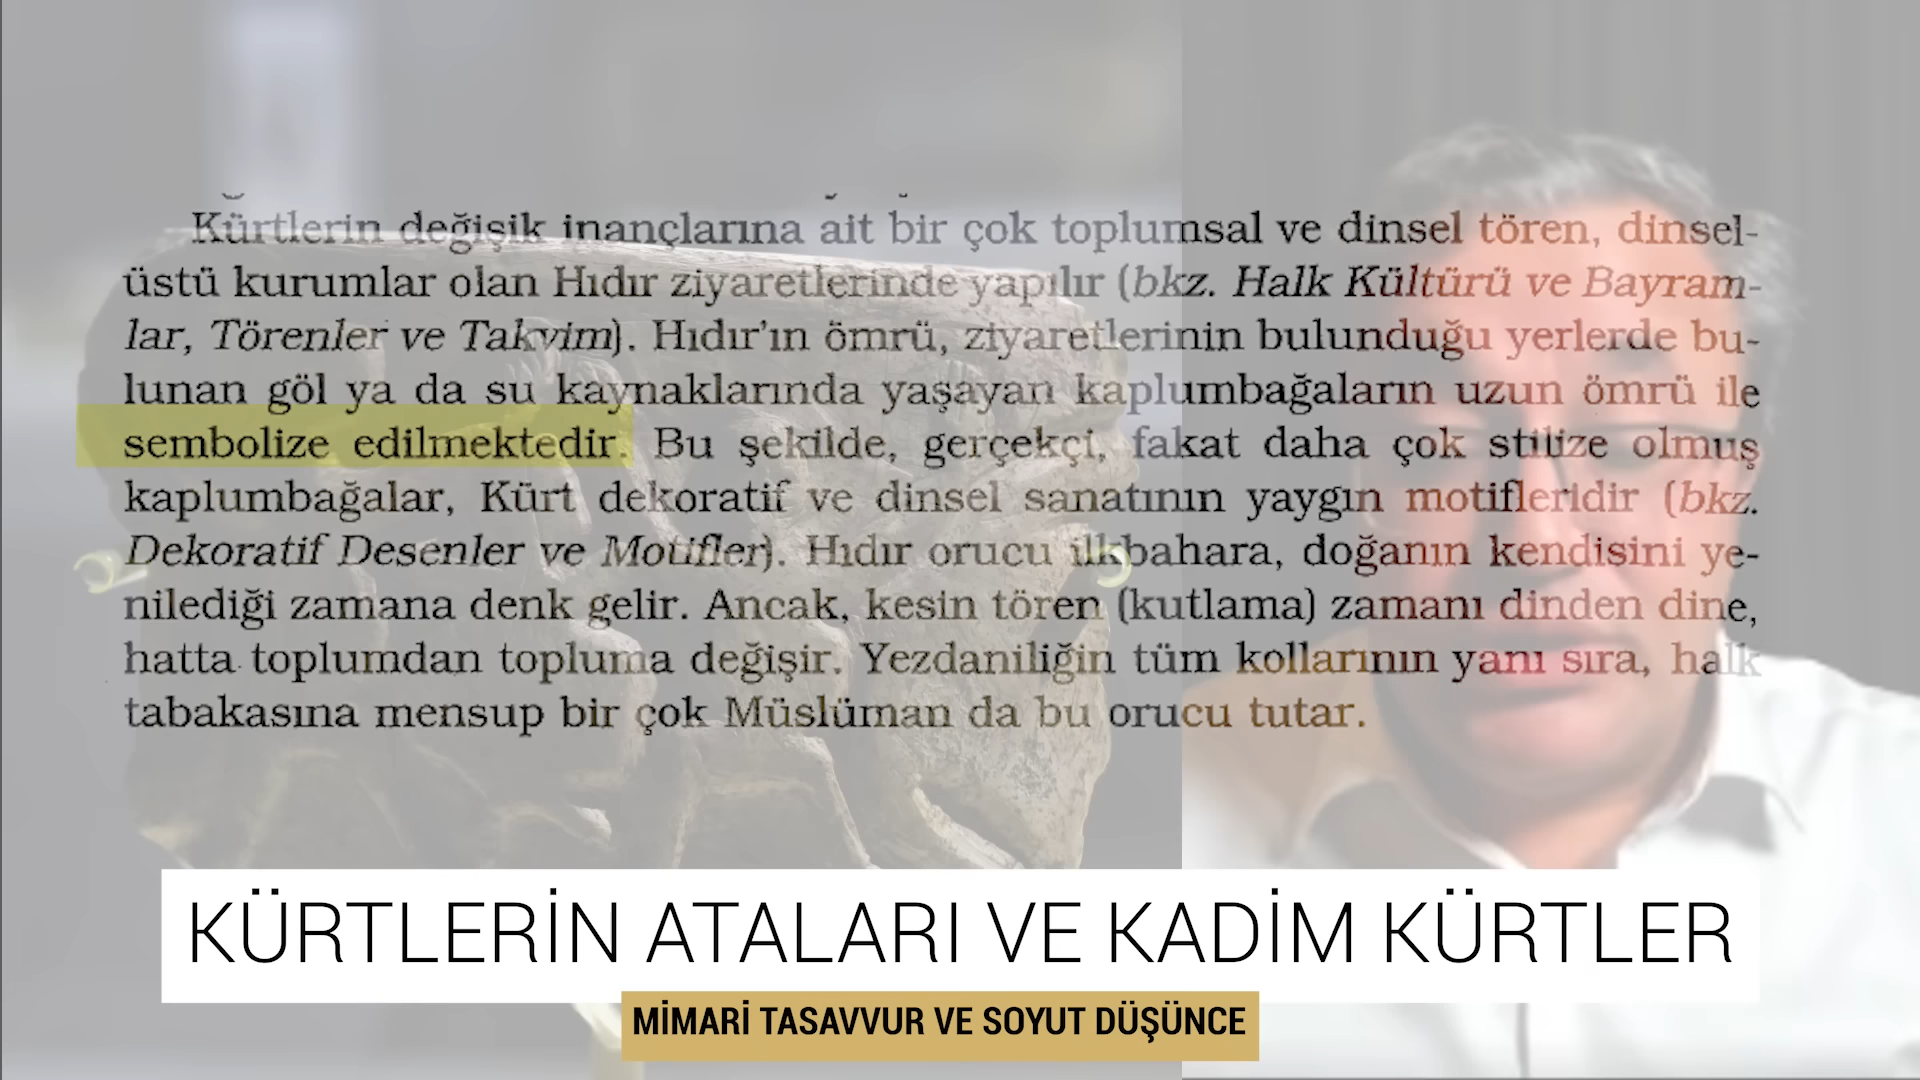 Kürtlerin değişik inançlarına ait bir çok toplumsal ve dinsel tören, dinsel-
üstü kurumlar olan Hıdır ziyaretlerinde yapılır (bkz. Halk Kültürü ve Bayram-
lar, Törenler ve Takvim). Hıdır'ın ömrü, ziyaretlerinin bulunduğu yerlerde bu-
lunan göl ya da su kaynaklarında yaşayan kaplumbağaların uzun ömrü ile
sembolize edilmektedir. Bu şekilde, gerçekçi, fakat daha çok stilize olmuş
kaplumbağalar, Kürt dekoratif ve dinsel sanatının yaygın motifleridir (bkz.
Dekoratif Desenler ve Motifler). Hıdır orucu ilkbahara, doğanın kendisini ye-
nilediği zamana denk gelir. Ancak, kesin tören (kutlama) zamanı dinden dine,
hatta toplumdan topluma değişir. Yezdaniliğin tüm kollarının yanı sıra, halk
tabakasına mensup bir çok Müslüman da bu orucu tutar.
KÜRTLERİN ATALARI VE KADİM KÜRTLER
MİMARİ TASAVVUR VE SOYUT DÜŞÜNCE